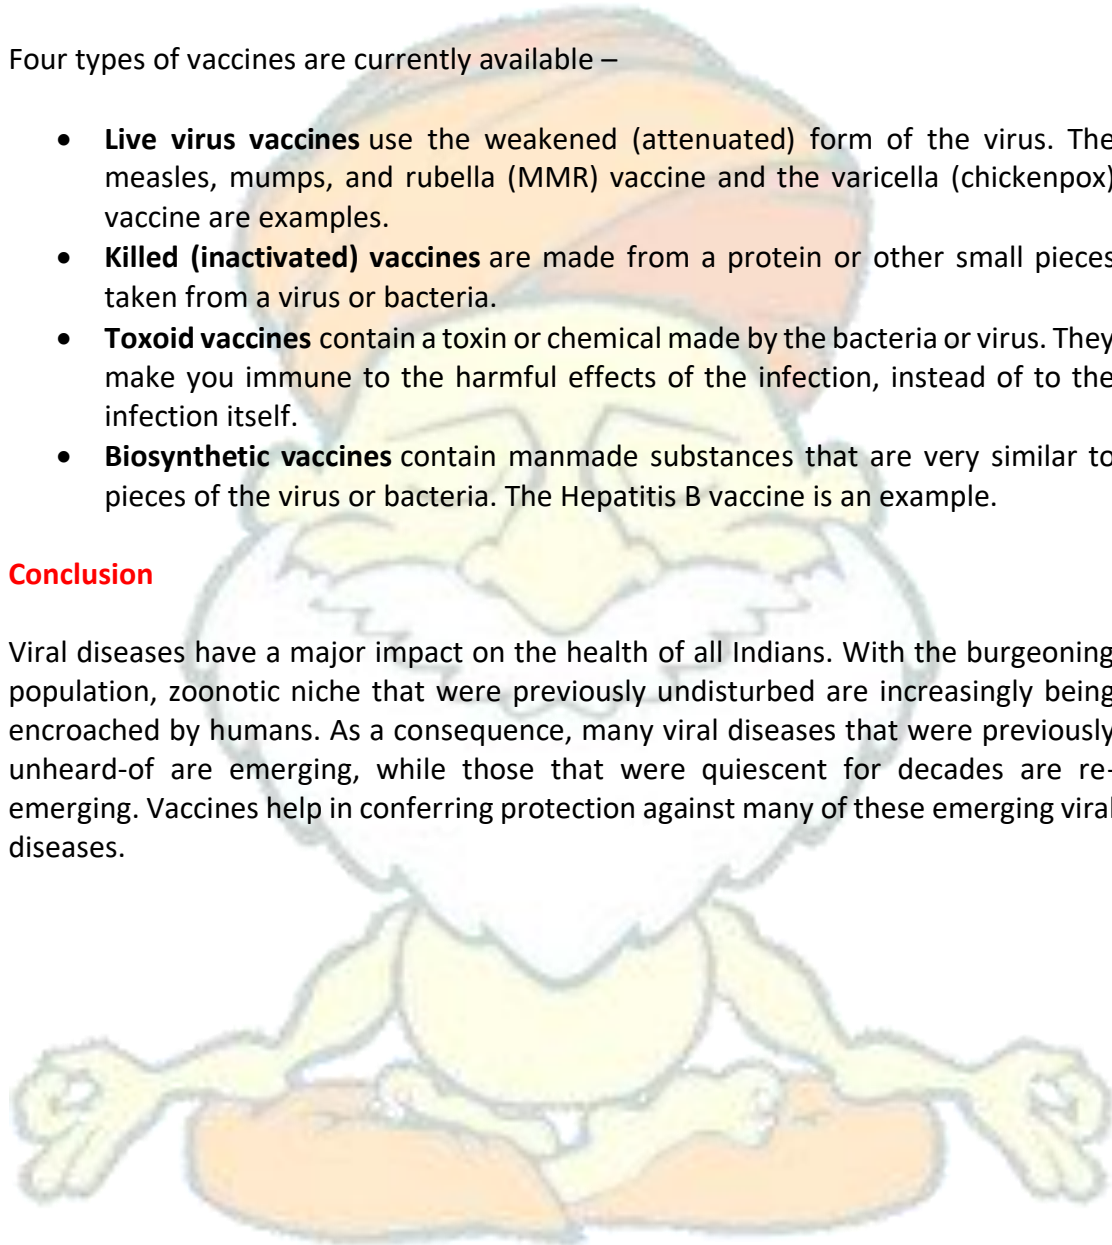 Four types of vaccines are currently available –
• Live virus vaccines use the weakened (attenuated) form of the virus. The
measles, mumps, and rubella (MMR) vaccine and the varicella (chickenpox)
vaccine are examples.
• Killed (inactivated) vaccines are made from a protein or other small pieces
taken from a virus or bacteria.
• Toxoid vaccines contain a toxin or chemical made by the bacteria or virus. They
make you immune to the harmful effects of the infection, instead of to the
infection itself.
• Biosynthetic vaccines contain manmade substances that are very similar to
pieces of the virus or bacteria. The Hepatitis B vaccine is an example.
Conclusion
Viral diseases have a major impact on the health of all Indians. With the burgeoning
population, zoonotic niche that were previously undisturbed are increasingly being
encroached by humans. As a consequence, many viral diseases that were previously
unheard-of are emerging, while those that were quiescent for decades are re-
emerging. Vaccines help in conferring protection against many of these emerging viral
diseases.